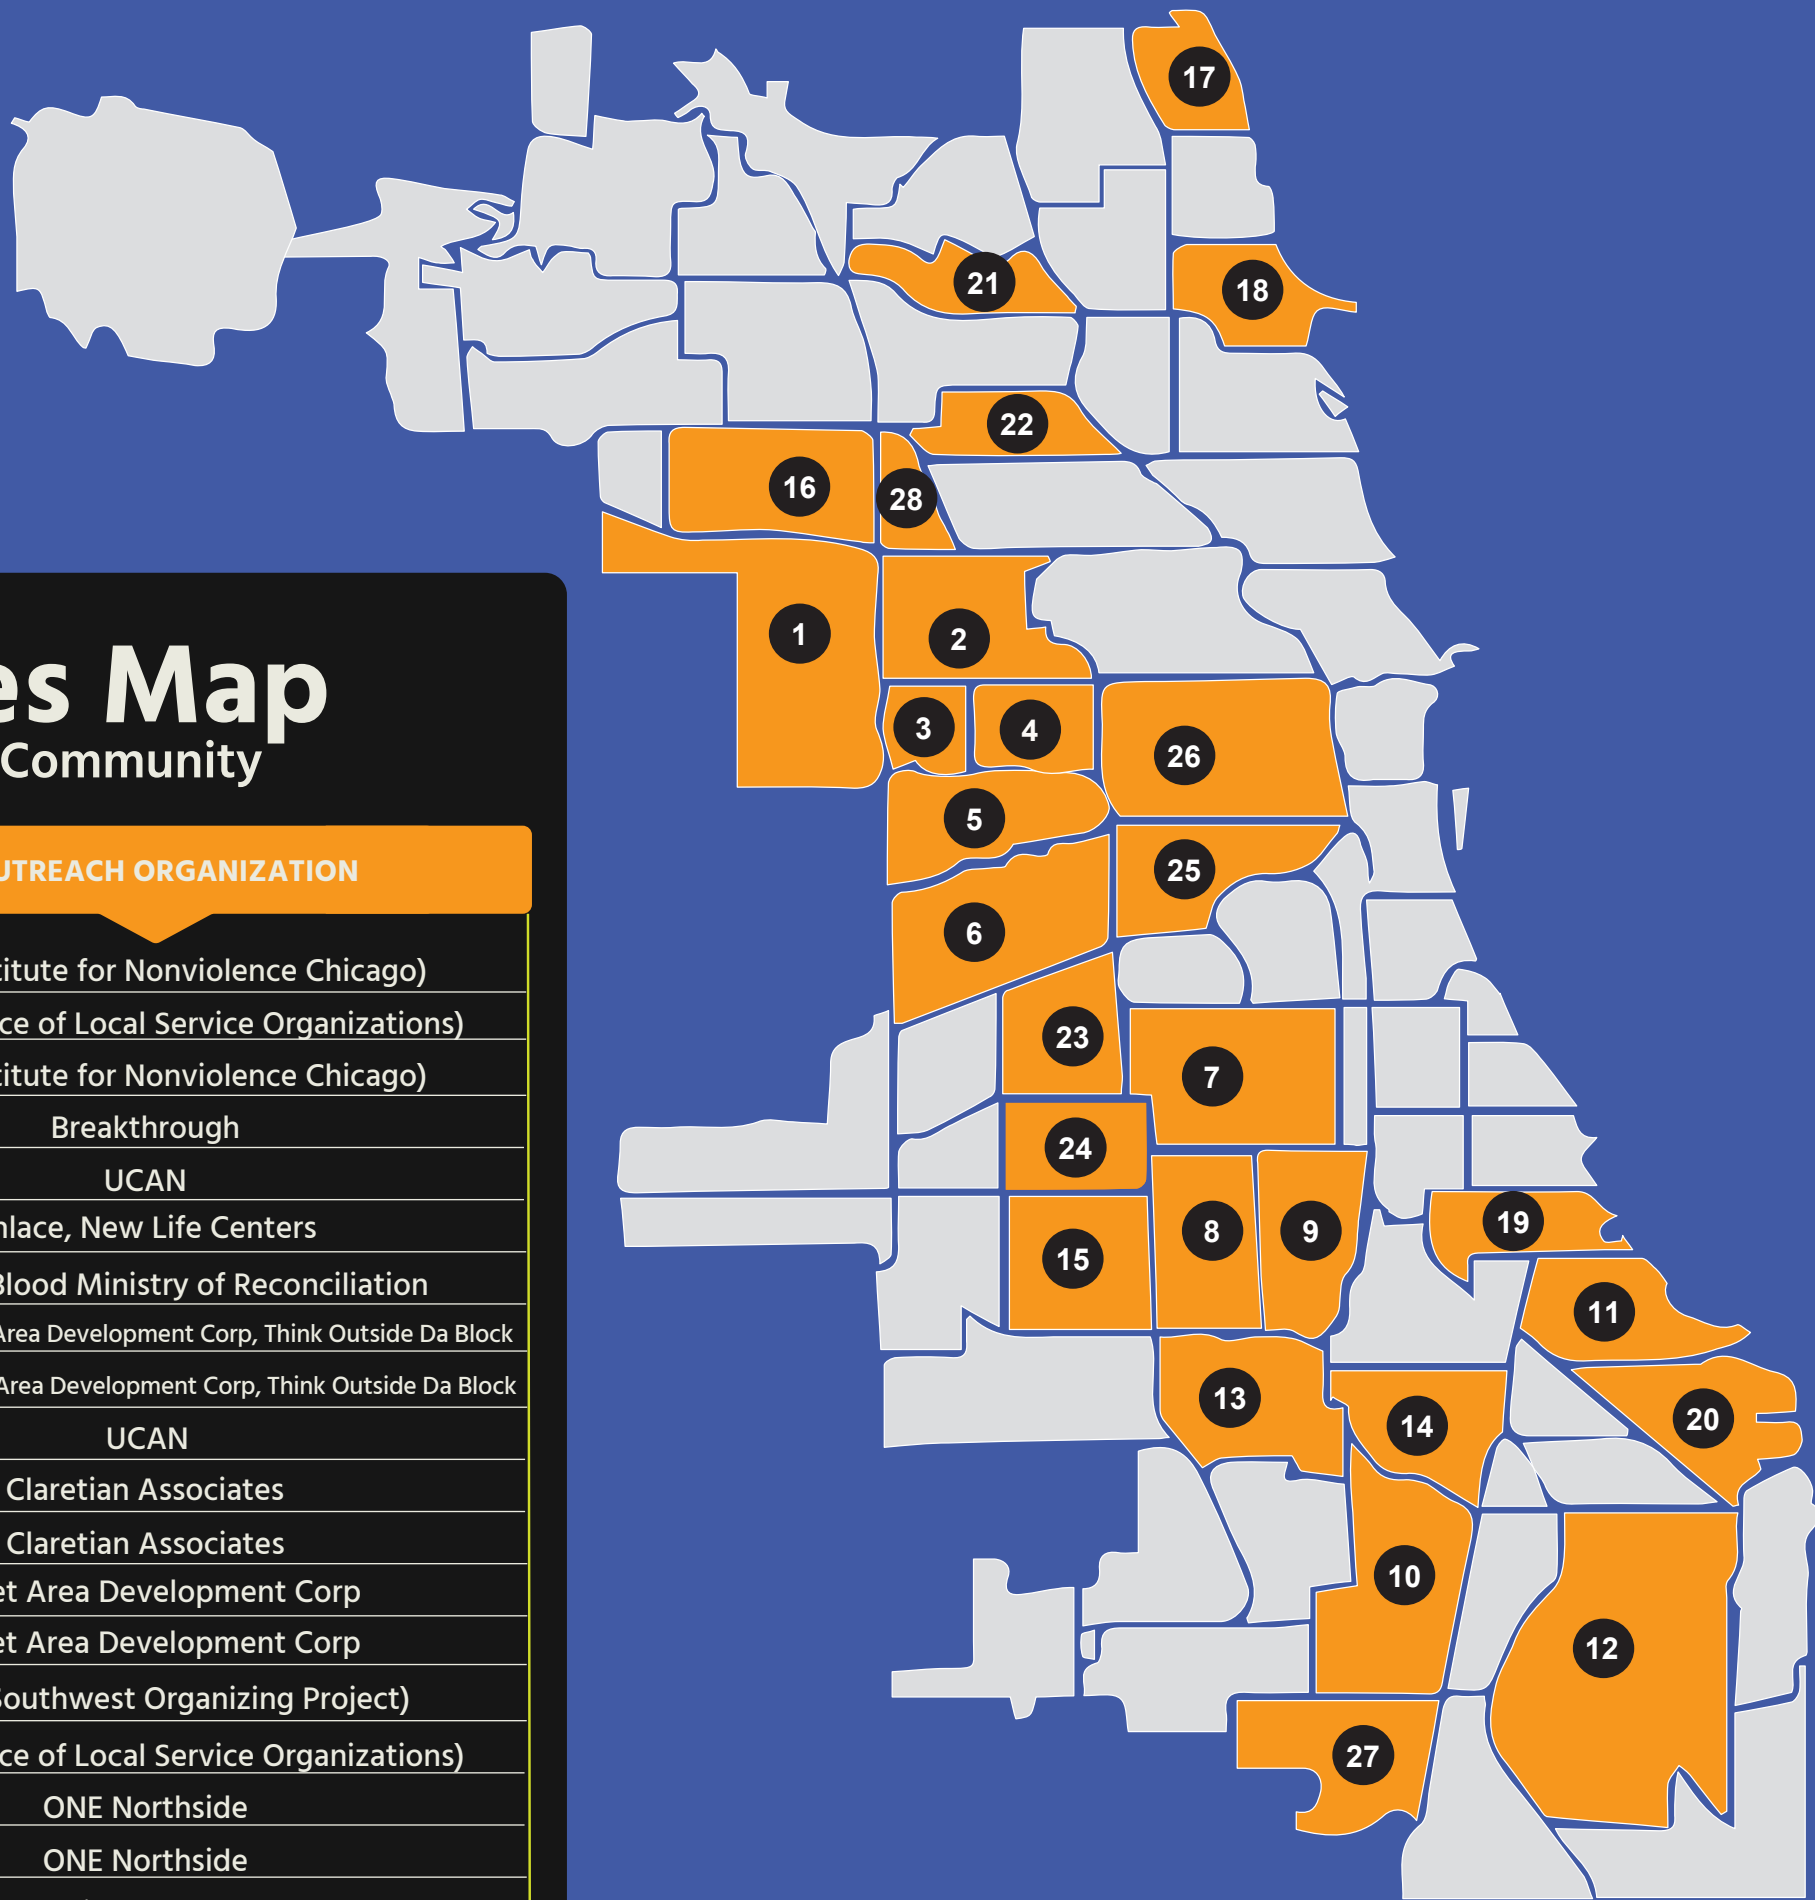 es Map
Community
UTREACH ORGANIZATION
titute for Nonviolence Chicago)
ce of Local Service Organizations)
titute for Nonviolence Chicago)
Breakthrough
UCAN
nlace, New Life Centers
Blood Ministry of Reconciliation
Area Development Corp, Think Outside Da Block
Area Development Corp, Think Outside Da Block
UCAN
Claretian Associates
Claretian Associates
et Area Development Corp
et Area Development Corp
Southwest Organizing Project)
ce of Local Service Organizations)
ONE Northside
ONE Northside
17
21
18
22
16
28
1
2
3
4
26
5
25
6
23
7
24
19
8
9
15
11
13
14
20
10
12
27